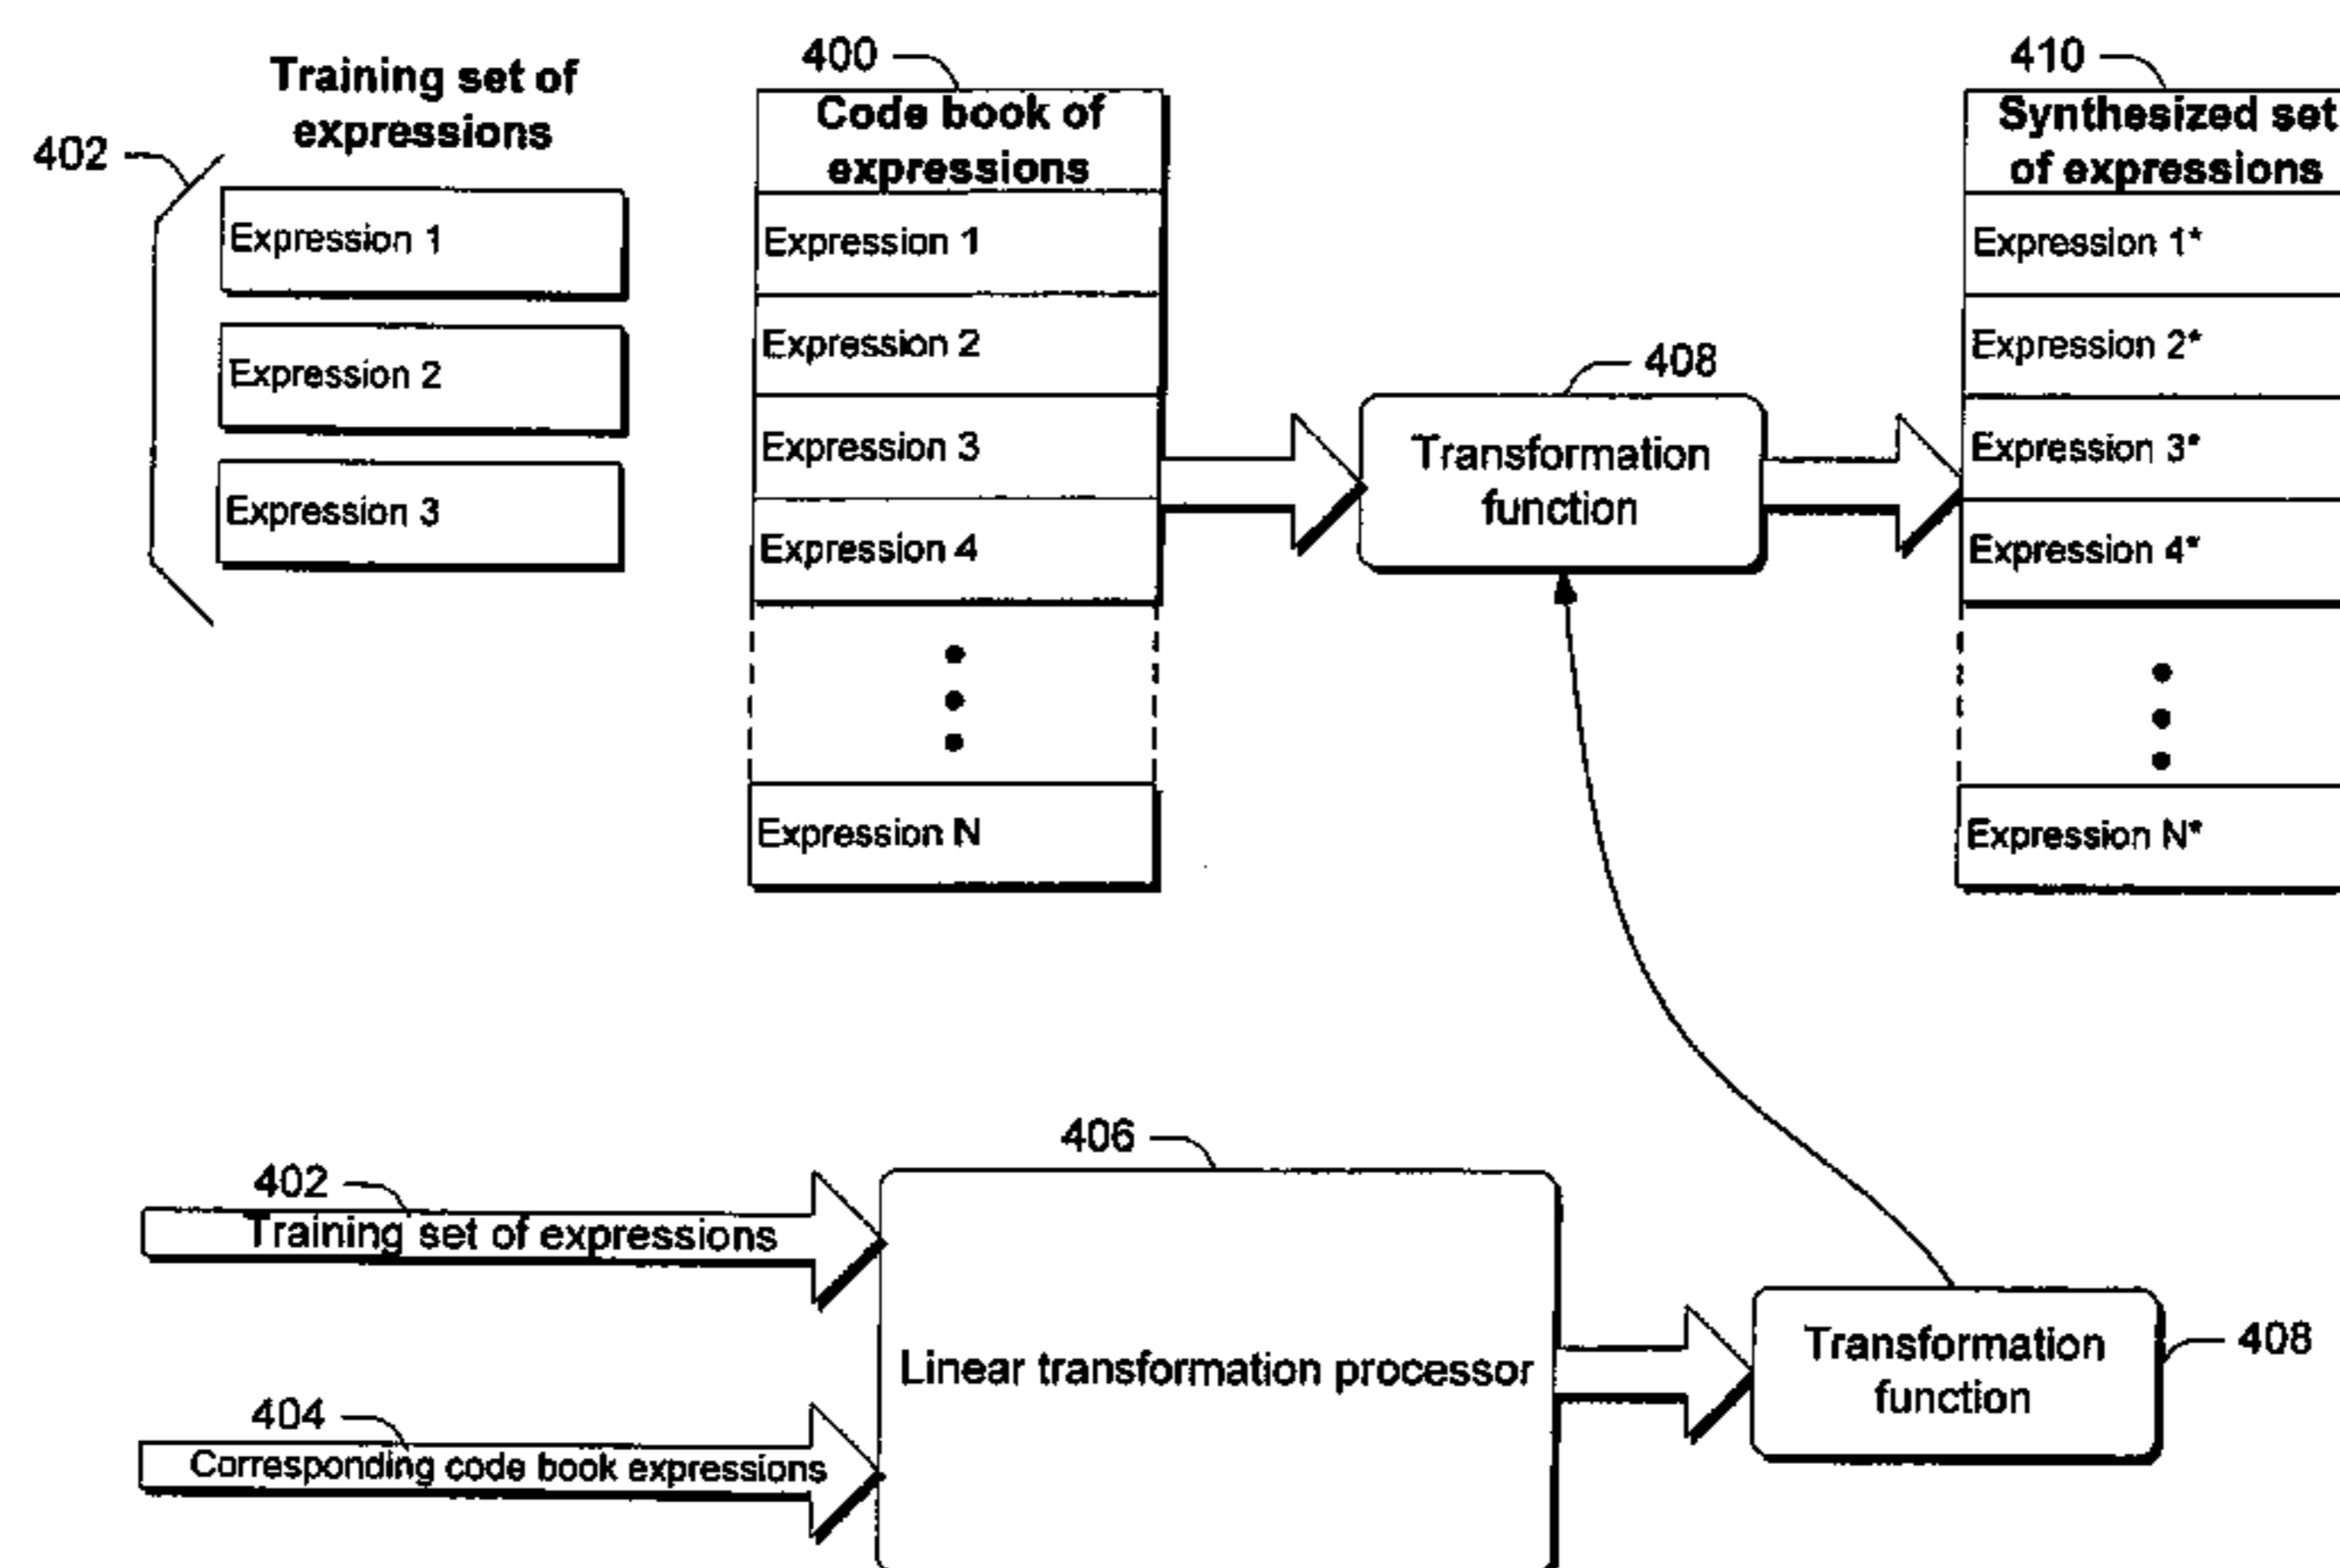 402
Training set of
expressions
Expression 1
Expression 2
Expression 3
400
Code book of
expressions
Expression 1
Expression 2
Expression 3
Expression 4
Expression N
408
Transformation
function
410
Synthesized set
of expressions
Expression 1*
Expression 2*
Expression 3*
Expression 4*
Expression N*
402
Training set of expressions
404
Corresponding code book expressions
406
Linear transformation processor
Transformation
function
408